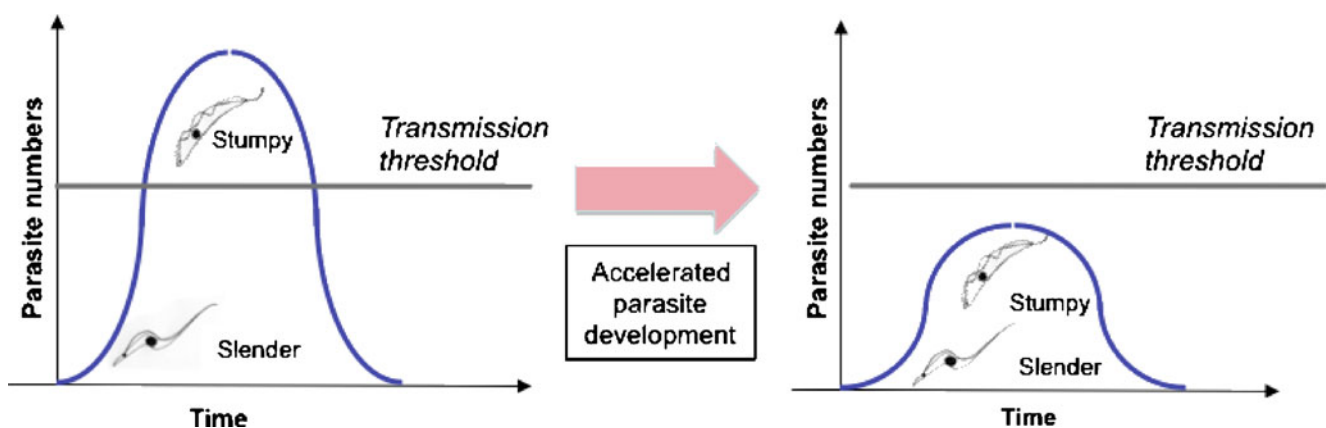 Parasite numbers
Stumpy
Slender
Transmission
threshold
Time
Accelerated
parasite
development
Parasite numbers
Transmission
threshold
Stumpy
Slender
Time